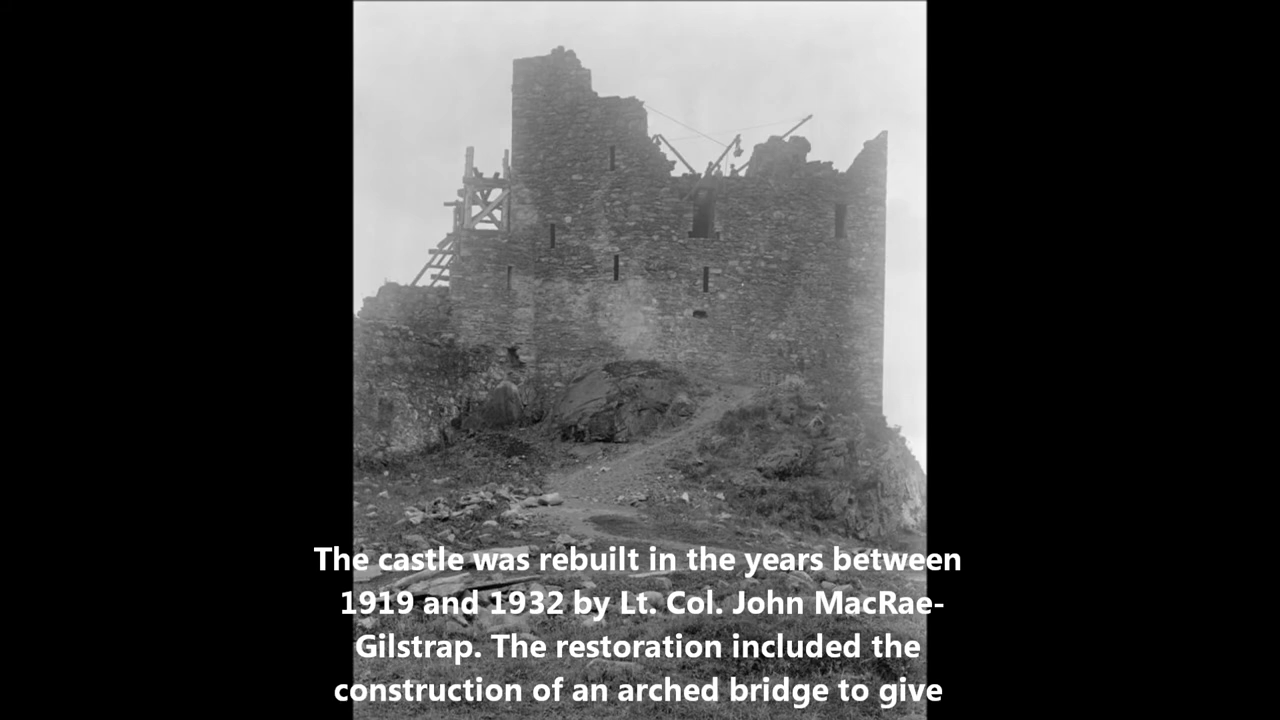 The castle was rebuilt in the years between
1919 and 1932 by Lt. Col. John MacRae-
Gilstrap. The restoration included the
construction of an arched bridge to give